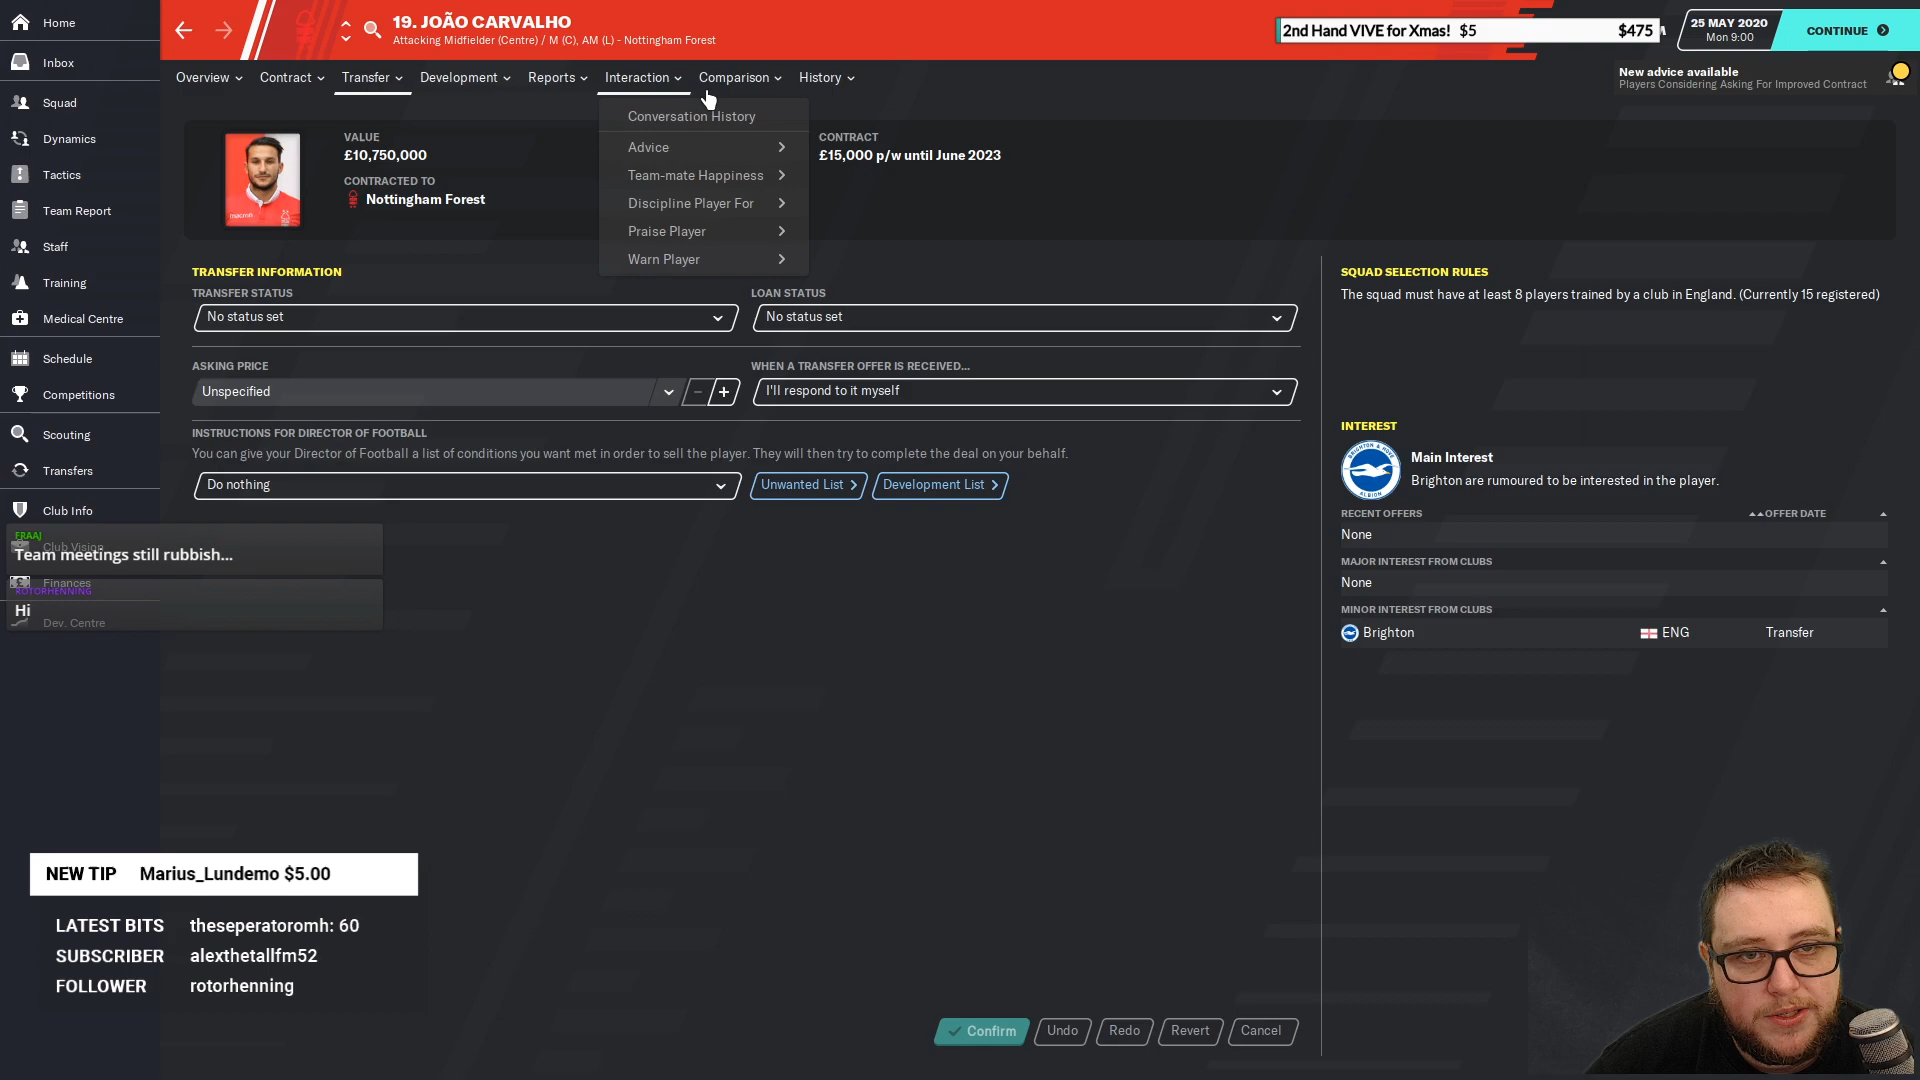 Home
Inbox
Squad
Dynamics
Tactics
Team Report
Staff
Training
Medical Centre
Schedule
Competitions
Scouting
Transfers
Club Info
Club Vision
Finances
Dev. Centre
FRAAJ
Team meetings still rubbish...
ROTORHENNING
Hi
19. JOÃO CARVALHO
Attacking Midfielder (Centre) / M (C), AM (L) - Nottingham Forest
2nd Hand VIVE for Xmas! $5 $475
25 MAY 2020
Mon 9:00
CONTINUE
Overview Contract Transfer Development Reports Interaction Comparison History
New advice available
Players Considering Asking For Improved Contract
Conversation History
Advice
Team-mate Happiness
Discipline Player For
Praise Player
Warn Player
VALUE
£10,750,000
CONTRACTED TO
Nottingham Forest
CONTRACT
£15,000 p/w until June 2023
TRANSFER INFORMATION
TRANSFER STATUS
No status set
LOAN STATUS
No status set
ASKING PRICE
Unspecified
WHEN A TRANSFER OFFER IS RECEIVED...
I'll respond to it myself
INSTRUCTIONS FOR DIRECTOR OF FOOTBALL
You can give your Director of Football a list of conditions you want met in order to sell the player. They will then try to complete the deal on your behalf.
Do nothing
Unwanted List
Development List
SQUAD SELECTION RULES
The squad must have at least 8 players trained by a club in England. (Currently 15 registered)
INTEREST
Main Interest
Brighton are rumoured to be interested in the player.
RECENT OFFERS OFFER DATE
None
MAJOR INTEREST FROM CLUBS
None
MINOR INTEREST FROM CLUBS
Brighton ENG Transfer
NEW TIP Marius_Lundemo $5.00
LATEST BITS theseperatoromh: 60
SUBSCRIBER alexthetallfm52
FOLLOWER rotorhenning
Confirm Undo Redo Revert Cancel